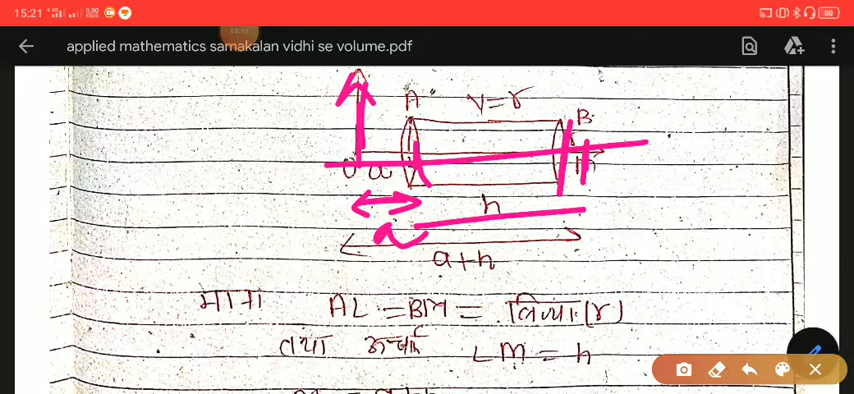 15:21
applied mathematics samakalan vidhi se volume.pdf
A
y=r
B
O
a
h
a+h
माना AL = BM = त्रिज्या (r)
तथा LM = h